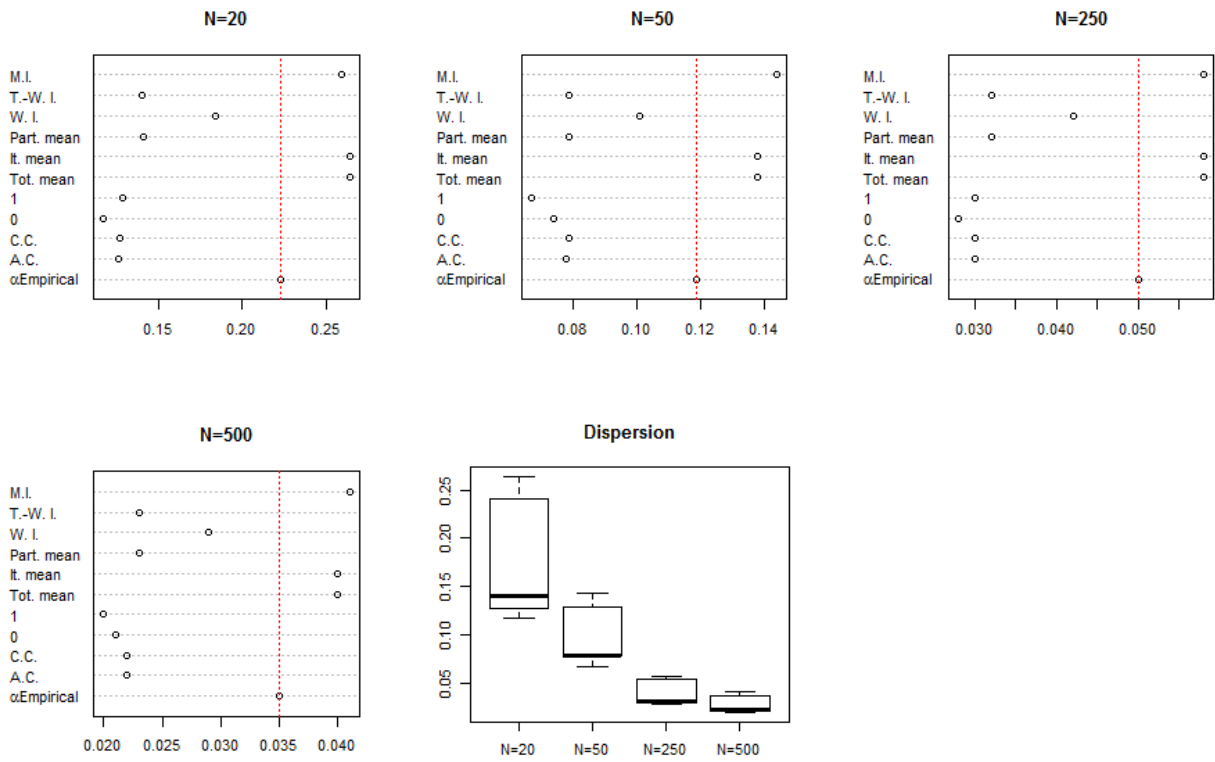 N=20
M.I.
T.-W. I.
W. I.
Part. mean
It. mean
Tot. mean
1
0
C.C.
A.C.
αEmpirical
0.15 0.20 0.25
N=50
M.I.
T.-W. I.
W. I.
Part. mean
It. mean
Tot. mean
1
0
C.C.
A.C.
αEmpirical
0.08 0.10 0.12 0.14
N=250
M.I.
T.-W. I.
W. I.
Part. mean
It. mean
Tot. mean
1
0
C.C.
A.C.
αEmpirical
0.030 0.040 0.050
N=500
M.I.
T.-W. I.
W. I.
Part. mean
It. mean
Tot. mean
1
0
C.C.
A.C.
αEmpirical
0.020 0.025 0.030 0.035 0.040
Dispersion
0.25
0.20
0.15
0.10
0.05
N=20 N=50 N=250 N=500